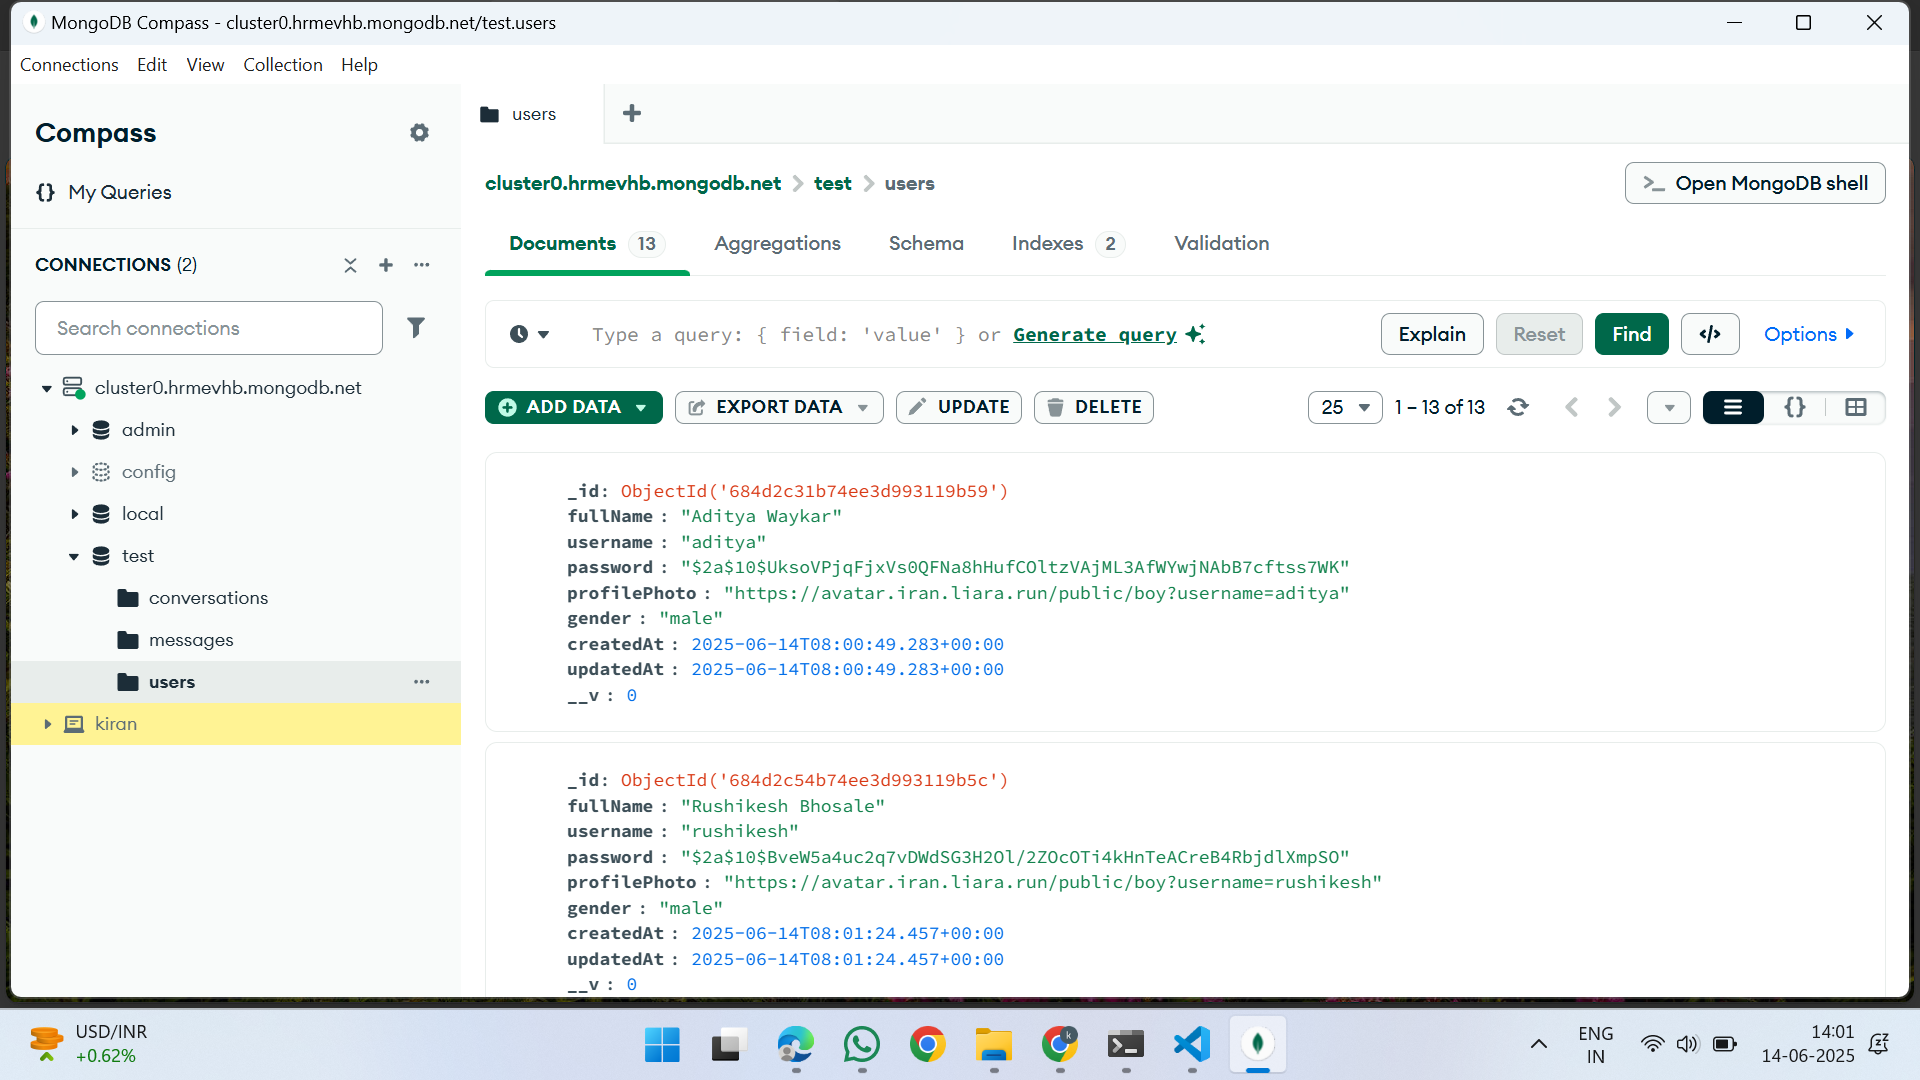 MongoDB Compass - cluster0.hrmevhb.mongodb.net/test.users
Connections Edit View Collection Help
Compass
{} My Queries
CONNECTIONS (2)
Search connections
cluster0.hrmevhb.mongodb.net
admin
config
local
test
conversations
messages
users
kiran
users
cluster0.hrmevhb.mongodb.net > test > users
>_ Open MongoDB shell
Documents 13 Aggregations Schema Indexes 2 Validation
Type a query: { field: 'value' } or Generate query
Explain Reset Find </> Options
ADD DATA EXPORT DATA UPDATE DELETE
25 1 – 13 of 13 {}
_id: ObjectId('684d2c31b74ee3d993119b59')
fullName : "Aditya Waykar"
username : "aditya"
password : "$2a$10$UksoVPjqFjxVs0QFNa8hHufCOltzVAjML3AfWYwjNAbB7cftss7WK"
profilePhoto : "https://avatar.iran.liara.run/public/boy?username=aditya"
gender : "male"
createdAt : 2025-06-14T08:00:49.283+00:00
updatedAt : 2025-06-14T08:00:49.283+00:00
__v : 0
_id: ObjectId('684d2c54b74ee3d993119b5c')
fullName : "Rushikesh Bhosale"
username : "rushikesh"
password : "$2a$10$BveW5a4uc2q7vDWdSG3H2Ol/2ZOcOTi4kHnTeACreB4RbjdlXmpSO"
profilePhoto : "https://avatar.iran.liara.run/public/boy?username=rushikesh"
gender : "male"
createdAt : 2025-06-14T08:01:24.457+00:00
updatedAt : 2025-06-14T08:01:24.457+00:00
__v : 0
USD/INR
+0.62%
k
ENG
IN
14:01
14-06-2025